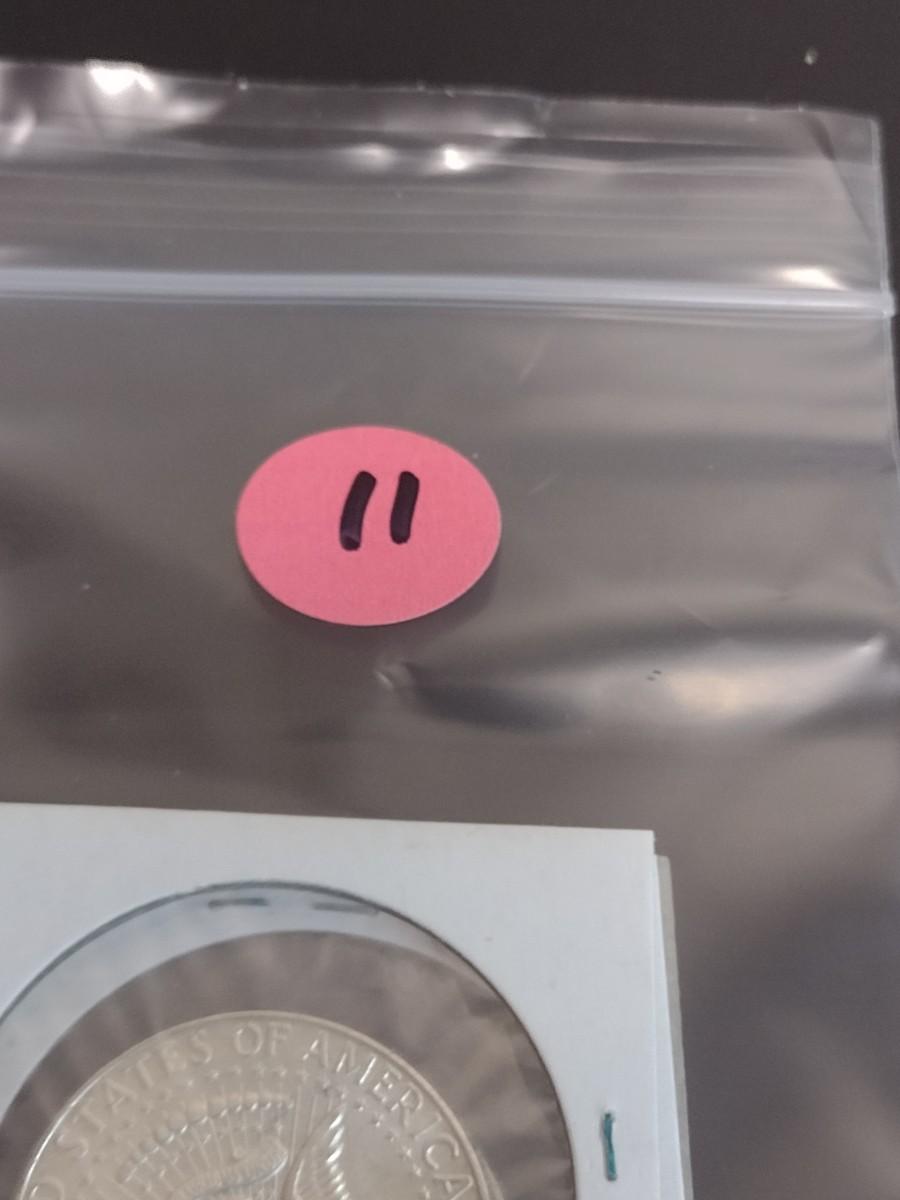 11
D STATES OF AMERICA